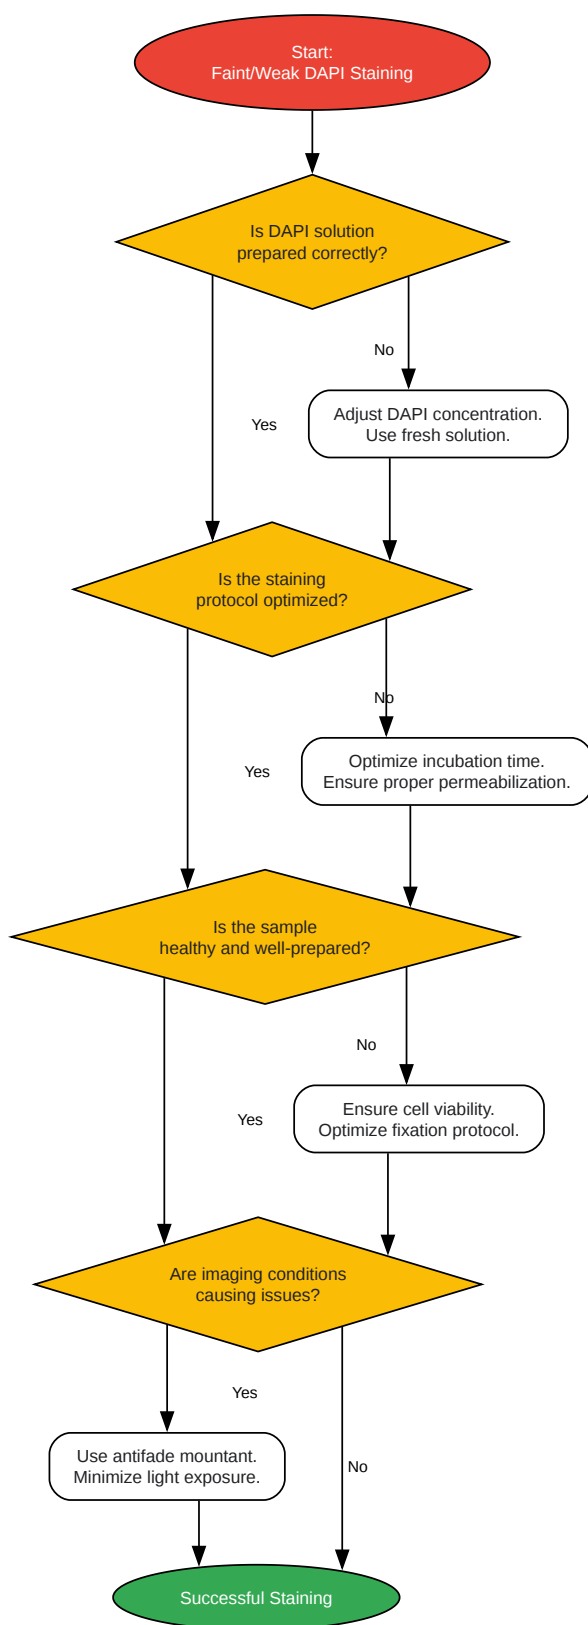 Start:
Faint/Weak DAPI Staining
Is DAPI solution
prepared correctly?
No
Yes
Adjust DAPI concentration.
Use fresh solution.
Is the staining
protocol optimized?
No
Yes
Optimize incubation time.
Ensure proper permeabilization.
Is the sample
healthy and well-prepared?
No
Yes
Ensure cell viability.
Optimize fixation protocol.
Are imaging conditions
causing issues?
Yes
Use antifade mountant.
Minimize light exposure.
No
Successful Staining